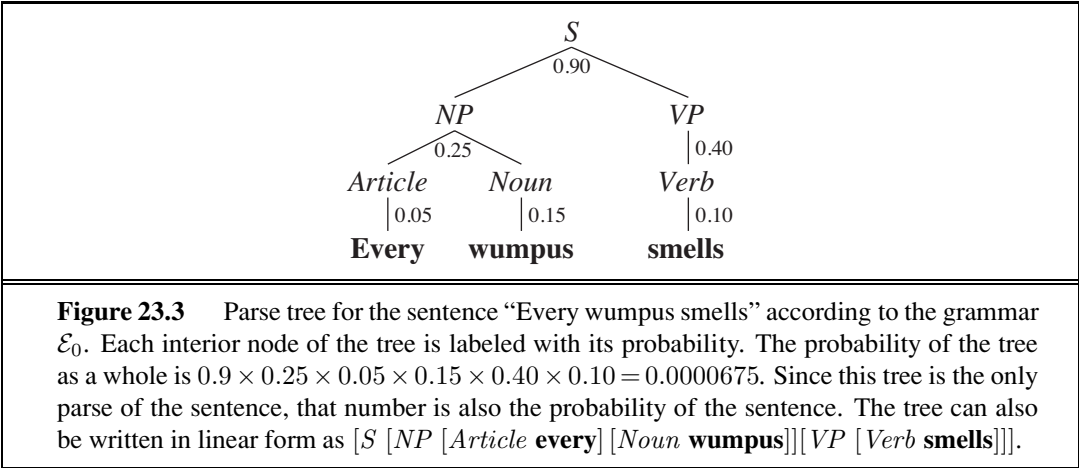 S
0.90
NP VP
0.25 0.40
Article Noun Verb
0.05 0.15 0.10
Every wumpus smells
Figure 23.3 Parse tree for the sentence “Every wumpus smells” according to the grammar
ℰ₀. Each interior node of the tree is labeled with its probability. The probability of the tree
as a whole is 0.9 × 0.25 × 0.05 × 0.15 × 0.40 × 0.10 = 0.0000675. Since this tree is the only
parse of the sentence, that number is also the probability of the sentence. The tree can also
be written in linear form as [S [NP [Article every] [Noun wumpus]][VP [Verb smells]]].